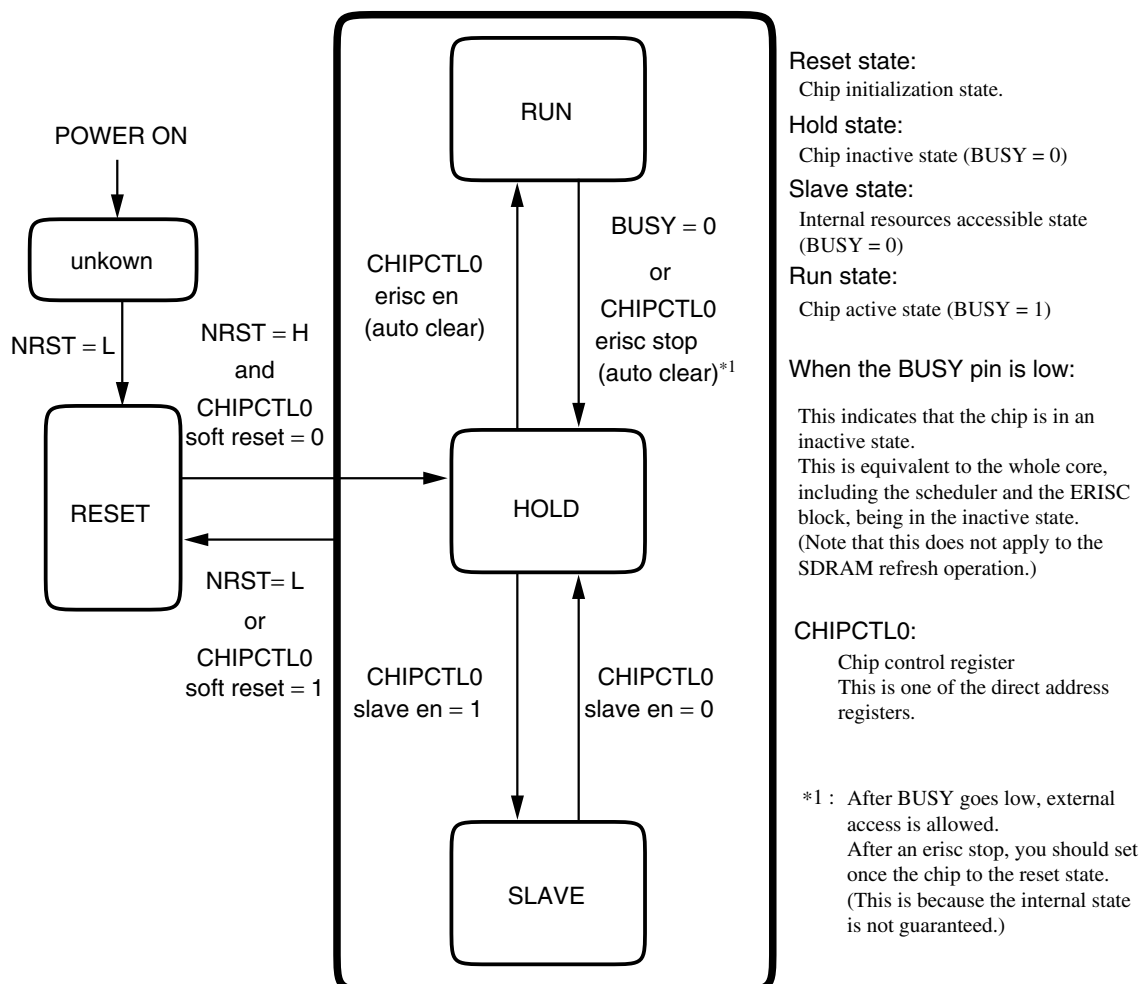 POWER ON
unkown
NRST = L
RESET
NRST = H
and
CHIPCTL0
soft reset = 0
NRST= L
or
CHIPCTL0
soft reset = 1
RUN
CHIPCTL0
erisc en
(auto clear)
BUSY = 0
or
CHIPCTL0
erisc stop
(auto clear)*1
HOLD
CHIPCTL0
slave en = 1
CHIPCTL0
slave en = 0
SLAVE
Reset state:
Chip initialization state.
Hold state:
Chip inactive state (BUSY = 0)
Slave state:
Internal resources accessible state
(BUSY = 0)
Run state:
Chip active state (BUSY = 1)
When the BUSY pin is low:
This indicates that the chip is in an
inactive state.
This is equivalent to the whole core,
including the scheduler and the ERISC
block, being in the inactive state.
(Note that this does not apply to the
SDRAM refresh operation.)
CHIPCTL0:
Chip control register
This is one of the direct address
registers.
*1 : After BUSY goes low, external
access is allowed.
After an erisc stop, you should set
once the chip to the reset state.
(This is because the internal state
is not guaranteed.)